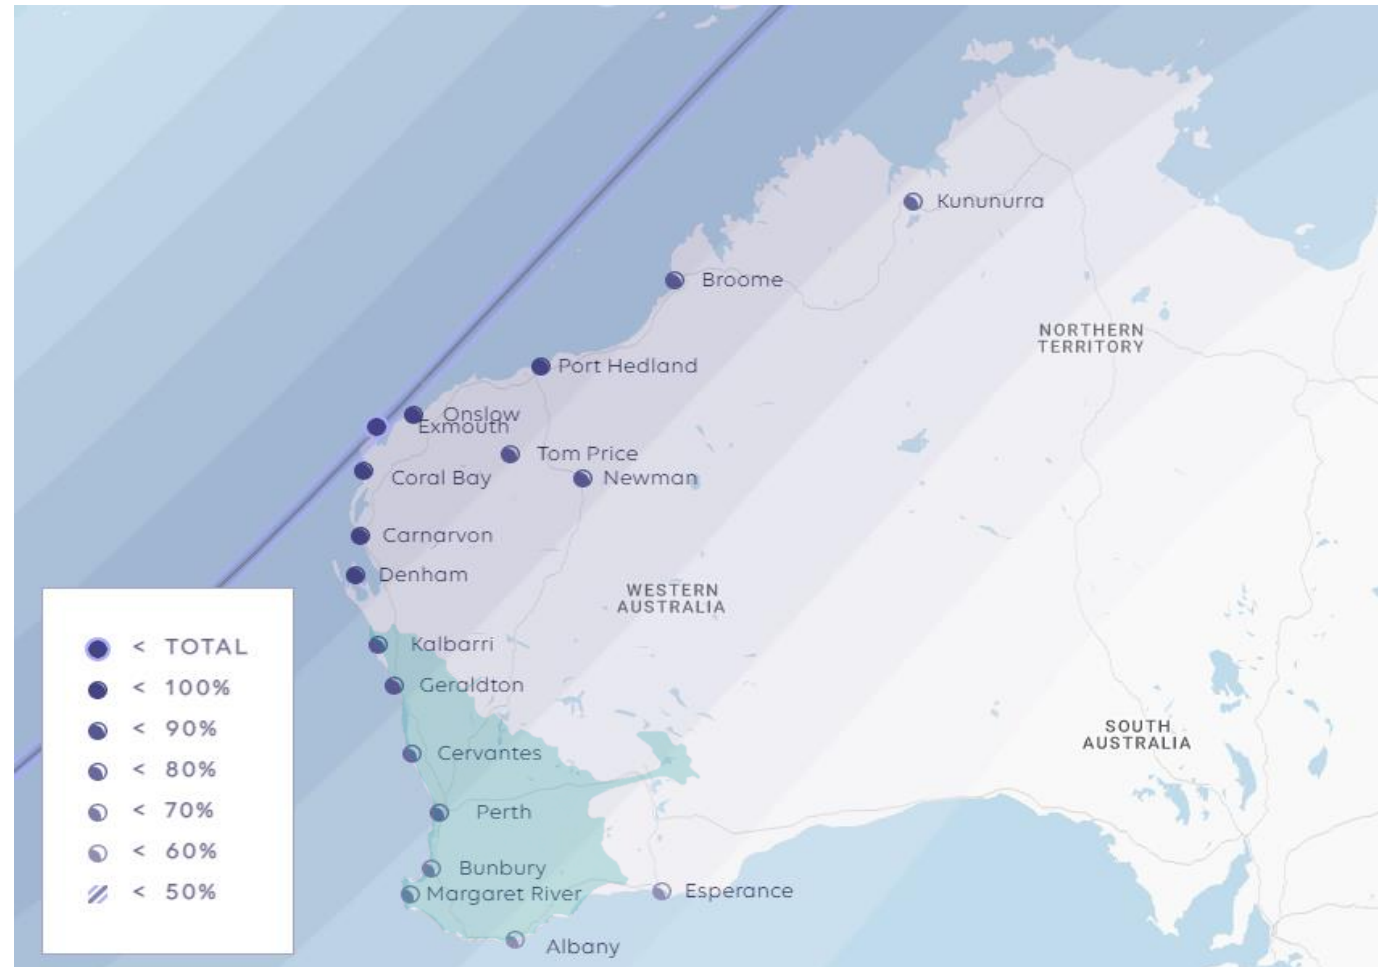 Kununurra
Broome
NORTHERN
TERRITORY
Port Hedland
Onslow
Exmouth
Tom Price
Coral Bay
Newman
Carnarvon
Denham
WESTERN
AUSTRALIA
Kalbarri
Geraldton
SOUTH
AUSTRALIA
Cervantes
Perth
Bunbury
Margaret River
Esperance
Albany
< TOTAL
< 100%
< 90%
< 80%
< 70%
< 60%
< 50%